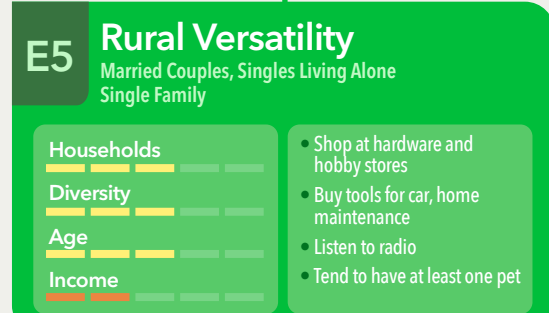 E5
Rural Versatility
Married Couples, Singles Living Alone
Single Family
Households
Diversity
Age
Income
• Shop at hardware and
hobby stores
• Buy tools for car, home
maintenance
• Listen to radio
• Tend to have at least one pet